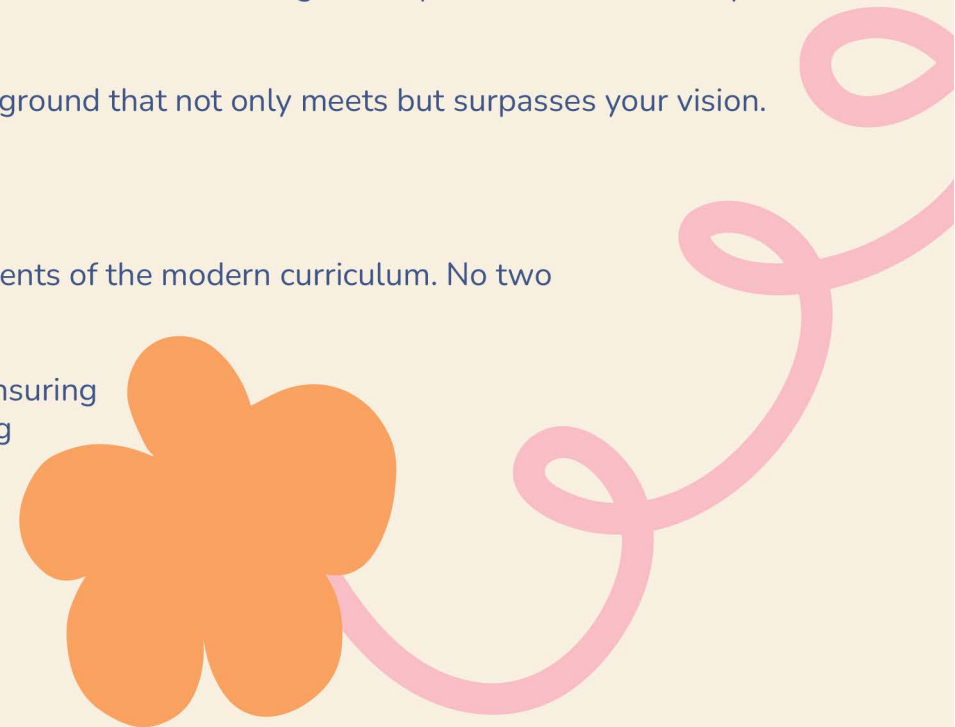 ground that not only meets but surpasses your vision.
ents of the modern curriculum. No two
nsuring
g